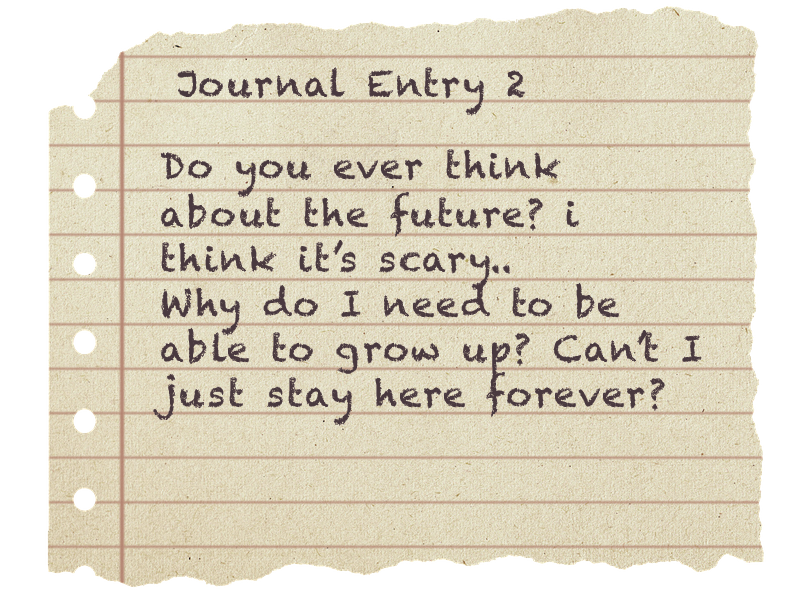 Journal Entry 2
Do you ever think
about the future? i
think it's scary..
Why do I need to be
able to grow up? Can't I
just stay here forever?